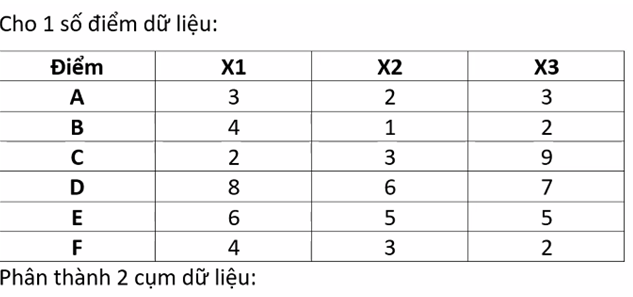 Cho 1 số điểm dữ liệu:
Điểm X1 X2 X3
A 3 2 3
B 4 1 2
C 2 3 9
D 8 6 7
E 6 5 5
F 4 3 2
Phân thành 2 cụm dữ liệu: